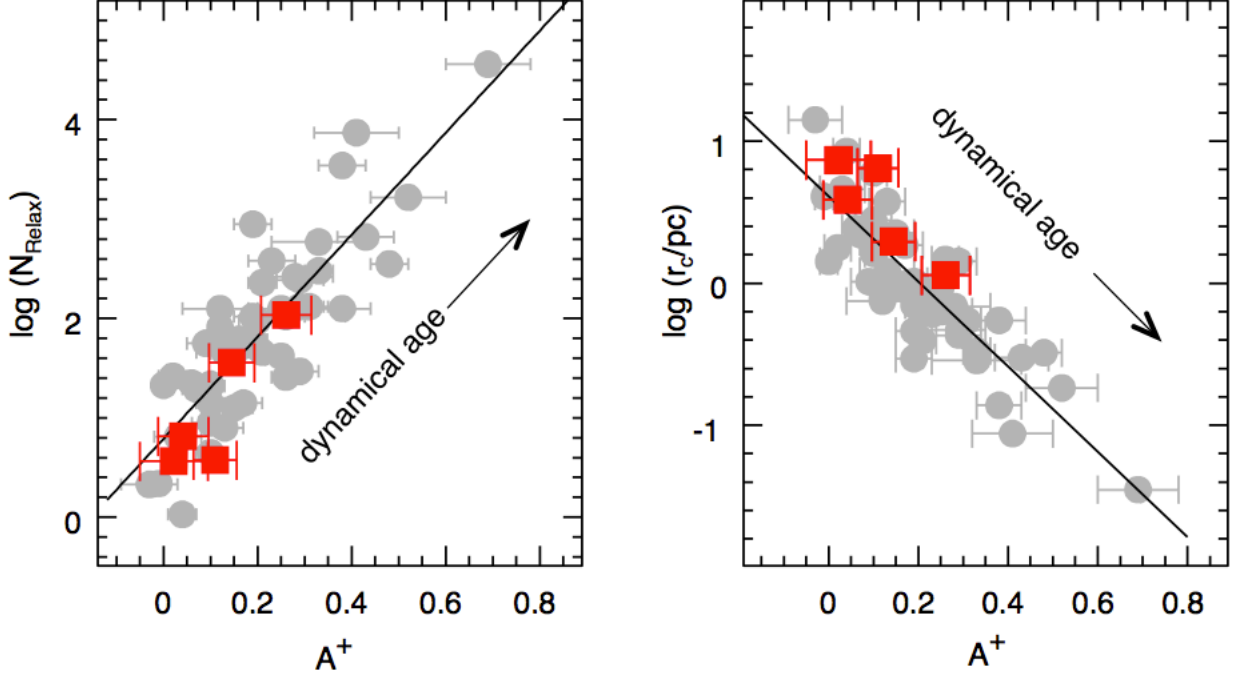 log (N_Relax)
4
2
0
0
0.2
0.4
0.6
0.8
A⁺
dynamical age
log (r_c/pc)
1
0
-1
0
0.2
0.4
0.6
0.8
A⁺
dynamical age